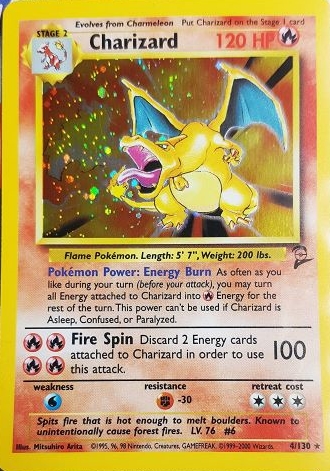 Evolves from Charmeleon Put Charizard on the Stage 1 card
STAGE 2
Charizard 120 HP
Flame Pokémon. Length: 5' 7", Weight: 200 lbs.
Pokémon Power: Energy Burn As often as you
like during your turn (before your attack), you may turn
all Energy attached to Charizard into Energy for the
rest of the turn. This power can't be used if Charizard is
Asleep, Confused, or Paralyzed.
Fire Spin Discard 2 Energy cards
attached to Charizard in order to use
this attack.
100
weakness resistance retreat cost
-30
Spits fire that is hot enough to melt boulders. Known to
unintentionally cause forest fires. LV. 76 #6
Illus. Mitsuhiro Arita ©1995, 96, 98 Nintendo, Creatures, GAMEFREAK. ©1999-2000 Wizards. 4/130 ★